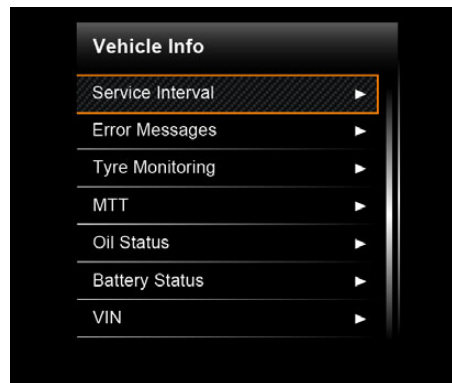 Vehicle Info
Service Interval
Error Messages
Tyre Monitoring
MTT
Oil Status
Battery Status
VIN